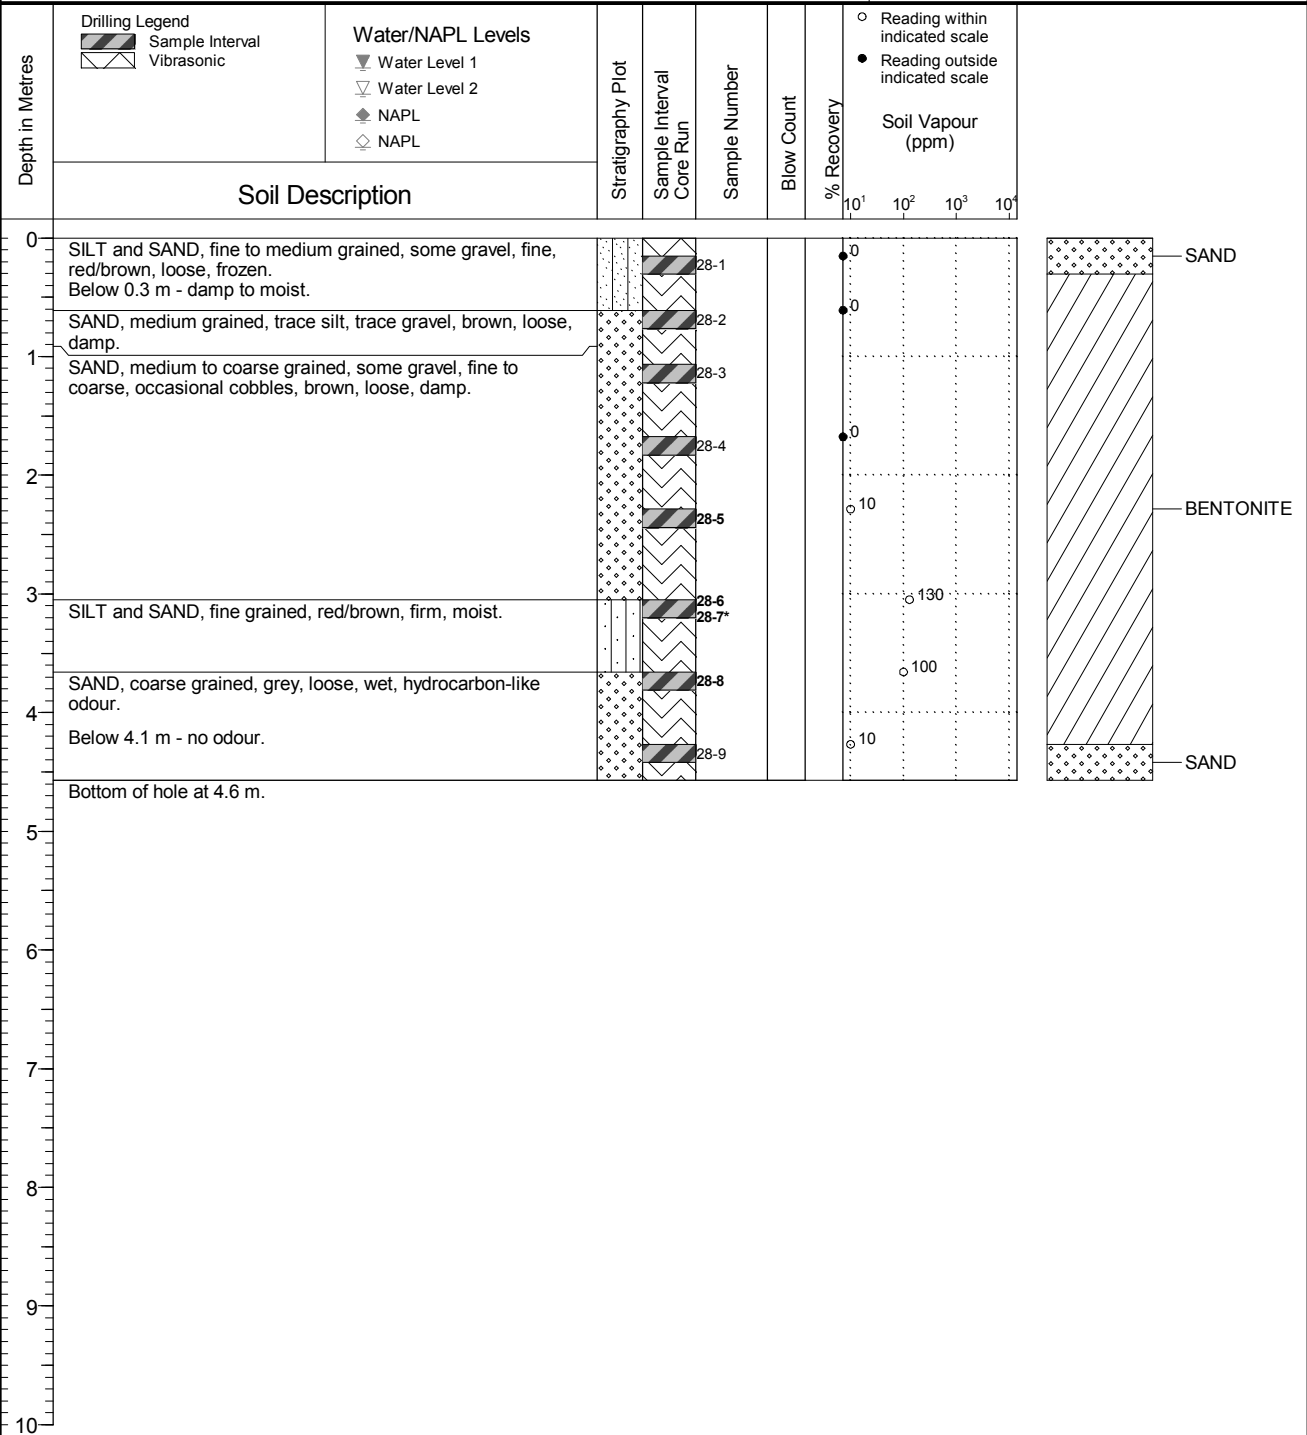 Depth in Metres
Drilling Legend
Sample Interval
Vibrasonic
Water/NAPL Levels
Water Level 1
Water Level 2
NAPL
NAPL
Soil Description
Stratigraphy Plot
Sample Interval
Core Run
Sample Number
Blow Count
% Recovery
Reading within
indicated scale
Reading outside
indicated scale
Soil Vapour
(ppm)
10¹ 10² 10³ 10⁴
0
SILT and SAND, fine to medium grained, some gravel, fine,
red/brown, loose, frozen.
Below 0.3 m - damp to moist.
28-1
0
SAND
SAND, medium grained, trace silt, trace gravel, brown, loose,
damp.
28-2
0
1
SAND, medium to coarse grained, some gravel, fine to
coarse, occasional cobbles, brown, loose, damp.
28-3
28-4
0
2
28-5
10
BENTONITE
3
SILT and SAND, fine grained, red/brown, firm, moist.
28-6
28-7*
130
SAND, coarse grained, grey, loose, wet, hydrocarbon-like
odour.
28-8
100
4
Below 4.1 m - no odour.
28-9
10
SAND
Bottom of hole at 4.6 m.
5
6
7
8
9
10